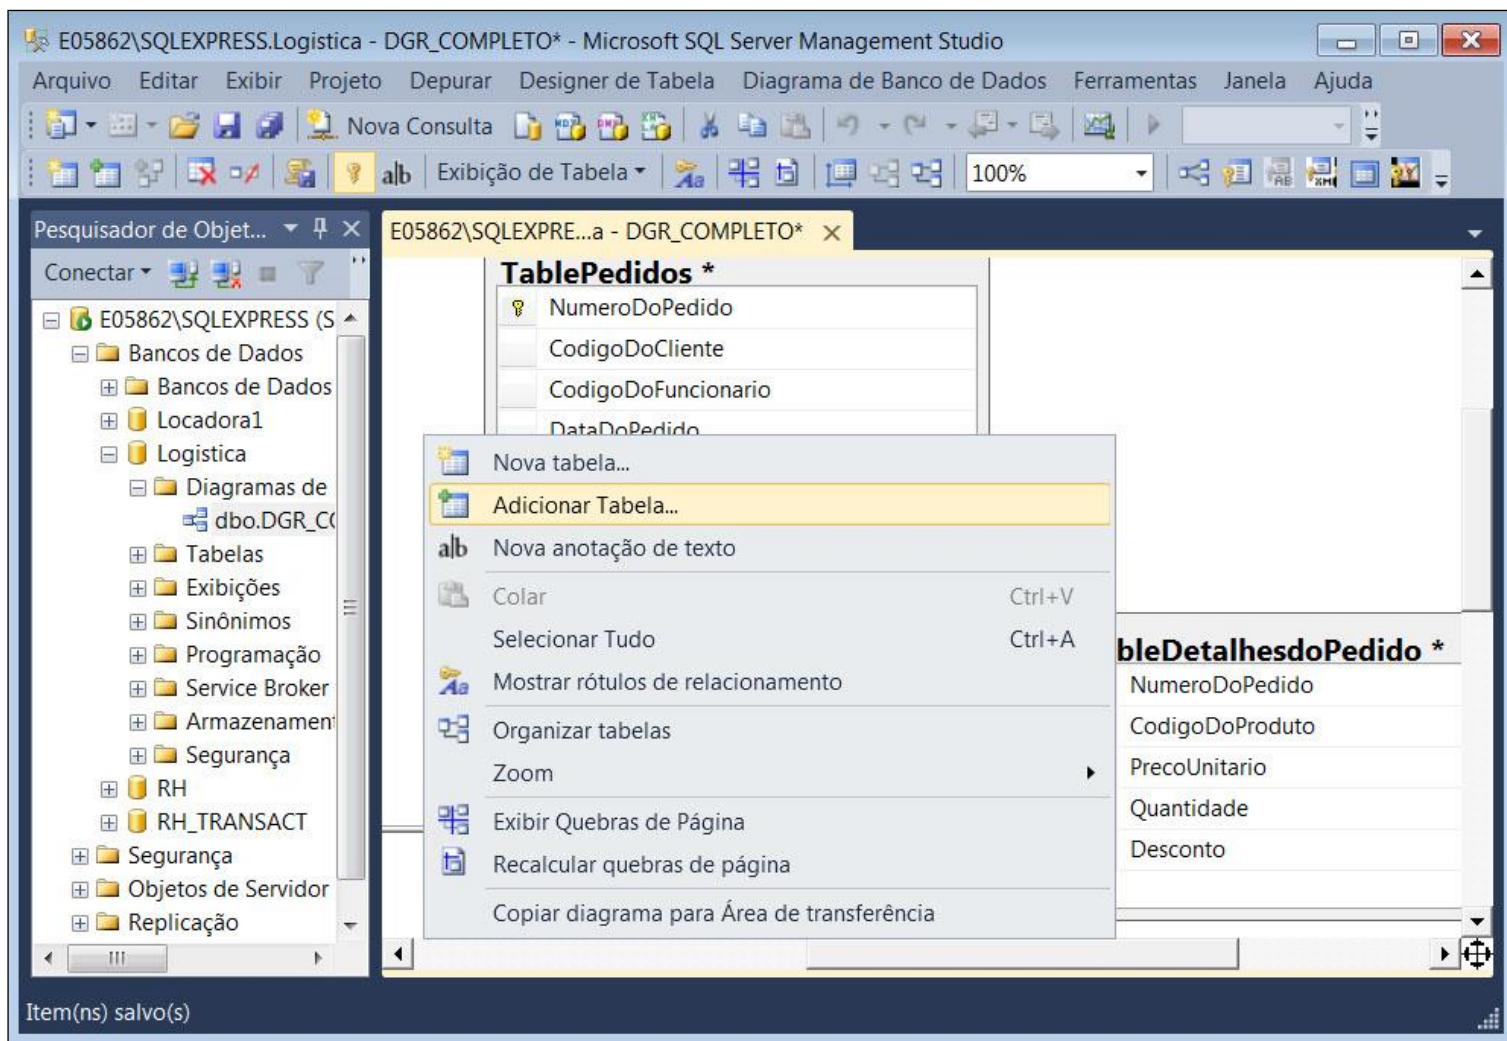 E05862\SQLEXPRESS.Logistica - DGR_COMPLETO* - Microsoft SQL Server Management Studio
Arquivo Editar Exibir Projeto Depurar Designer de Tabela Diagrama de Banco de Dados Ferramentas Janela Ajuda
Nova Consulta
a|b Exibição de Tabela 100%
Pesquisador de Objet...
E05862\SQLEXPRE...a - DGR_COMPLETO*
Conectar
E05862\SQLEXPRESS (S
Bancos de Dados
Bancos de Dados
Locadora1
Logistica
Diagramas de
dbo.DGR_C
Tabelas
Exibições
Sinônimos
Programação
Service Broker
Armazenament
Segurança
RH
RH_TRANSACT
Segurança
Objetos de Servidor
Replicação
TablePedidos *
NumeroDoPedido
CodigoDoCliente
CodigoDoFuncionario
DataDoPedido
Nova tabela...
Adicionar Tabela...
a|b Nova anotação de texto
Colar Ctrl+V
Selecionar Tudo Ctrl+A
Mostrar rótulos de relacionamento
Organizar tabelas
Zoom
Exibir Quebras de Página
Recalcular quebras de página
Copiar diagrama para Área de transferência
bleDetalhesdoPedido *
NumeroDoPedido
CodigoDoProduto
PrecoUnitario
Quantidade
Desconto
Item(ns) salvo(s)